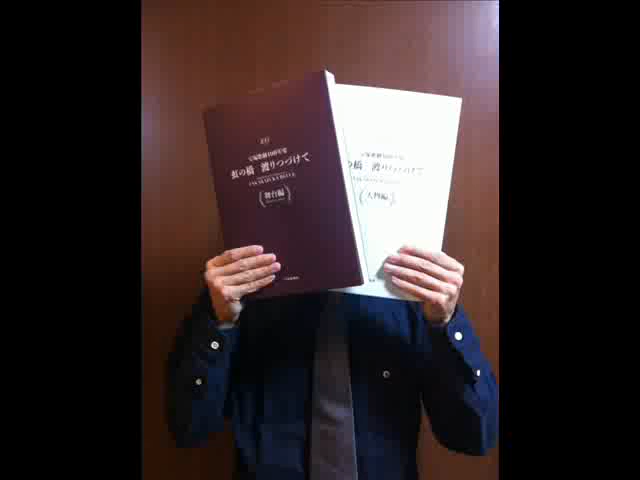 宝塚歌劇100年史
虹の橋 渡りつづけて
TAKARAZUKA REVUE
舞台編
宝塚歌劇100年史
の橋 渡りつづけて
人物編